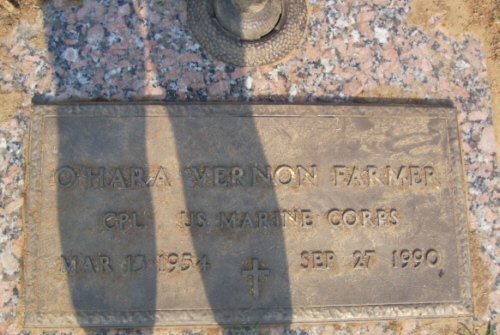 O'HARA VERNON FARMER
CPL US MARINE CORPS
MAR 13 1954 SEP 27 1990